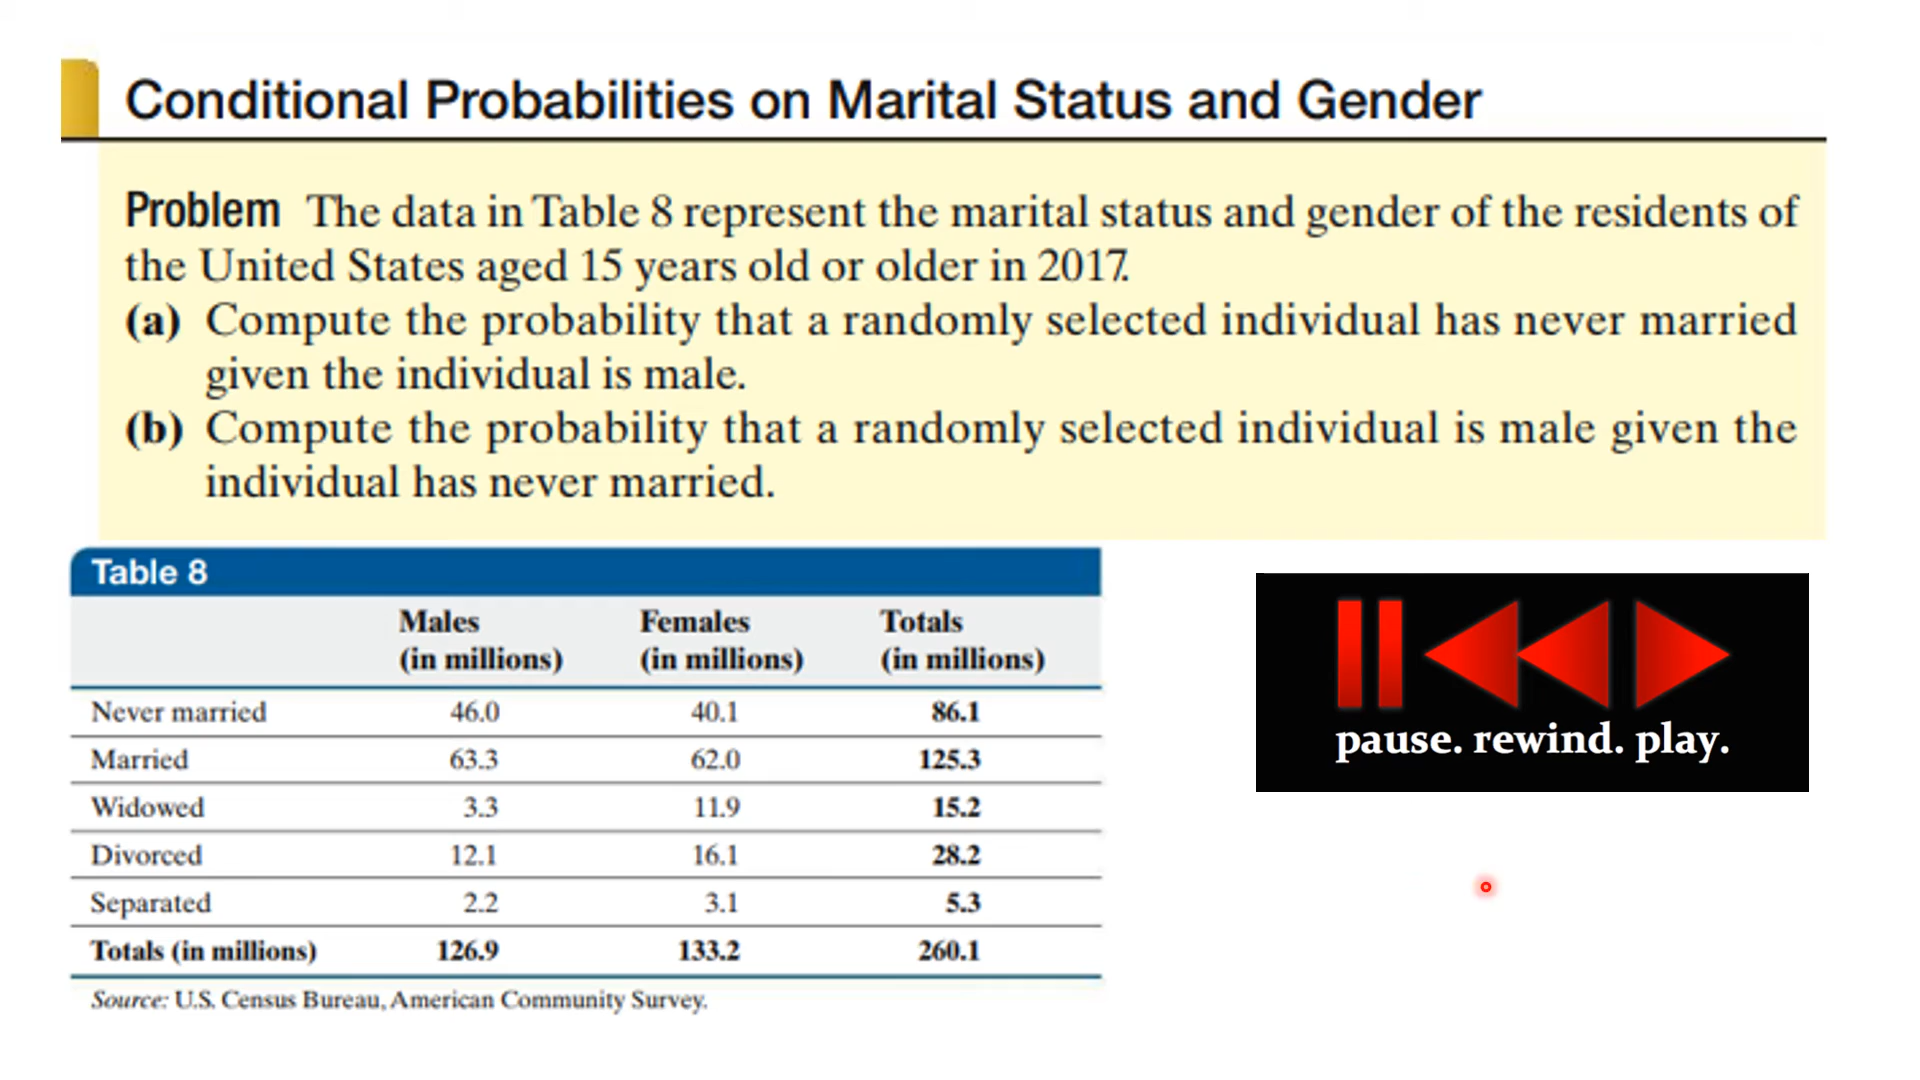 Conditional Probabilities on Marital Status and Gender
Problem The data in Table 8 represent the marital status and gender of the residents of
the United States aged 15 years old or older in 2017.
(a) Compute the probability that a randomly selected individual has never married
given the individual is male.
(b) Compute the probability that a randomly selected individual is male given the
individual has never married.
Table 8
Males (in millions) Females (in millions) Totals (in millions)
Never married 46.0 40.1 86.1
Married 63.3 62.0 125.3
Widowed 3.3 11.9 15.2
Divorced 12.1 16.1 28.2
Separated 2.2 3.1 5.3
Totals (in millions) 126.9 133.2 260.1
Source: U.S. Census Bureau, American Community Survey.
pause. rewind. play.